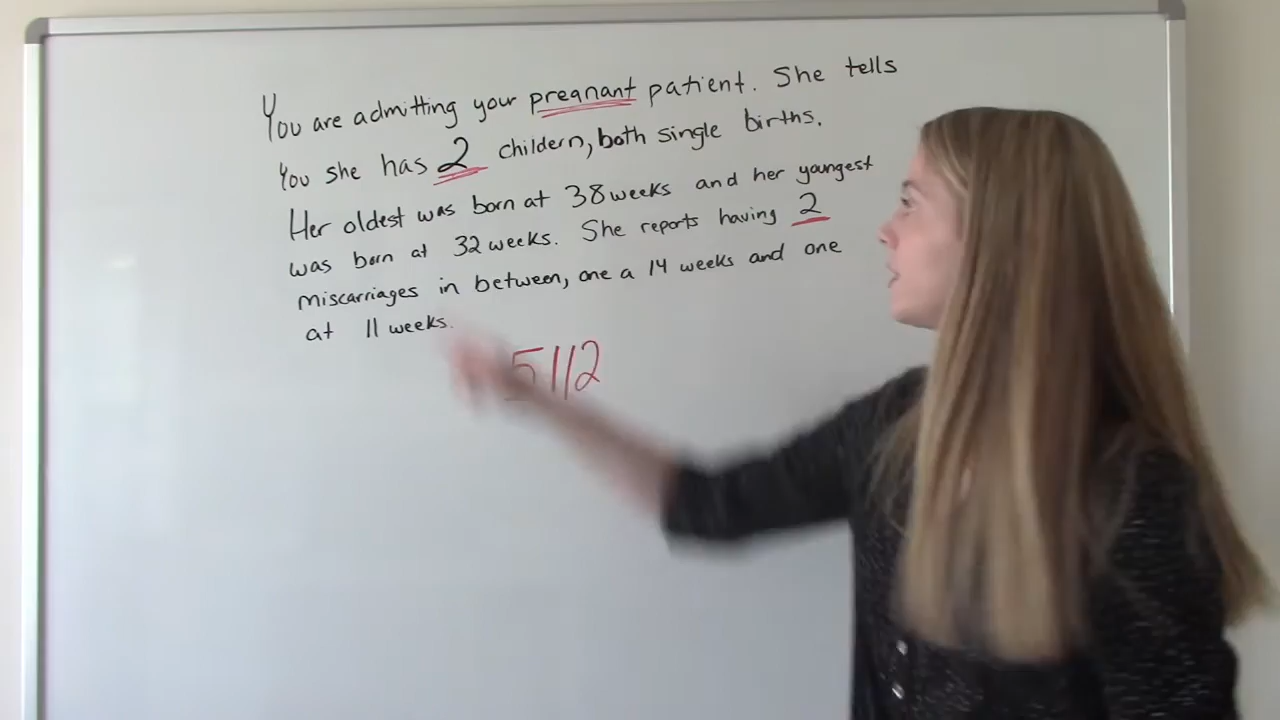 You are admitting your pregnant patient. She tells
You she has 2 childern, both single births.
Her oldest was born at 38 weeks and her youngest
was born at 32 weeks. She reports having 2
miscarriages in between, one a 14 weeks and one
at 11 weeks.
5112